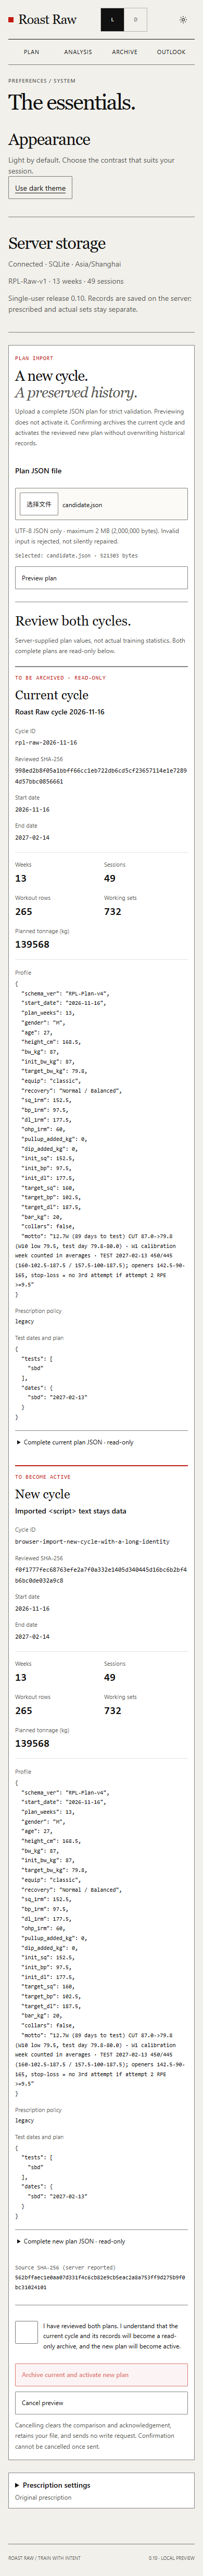 Roast Raw
L
D
PLAN
ANALYSIS
ARCHIVE
OUTLOOK
PREFERENCES / SYSTEM
The essentials.
Appearance
Light by default. Choose the contrast that suits your
session.
Use dark theme
Server storage
Connected · SQLite · Asia/Shanghai
RPL-Raw-v1 · 13 weeks · 49 sessions
Single-user release 0.10. Records are saved on the server;
prescribed and actual sets stay separate.
PLAN IMPORT
A new cycle.
A preserved history.
Upload a complete JSON plan for strict validation. Previewing
does not activate it. Confirming archives the current cycle and
activates the reviewed new plan without overwriting historical
records.
Plan JSON file
选择文件
candidate.json
UTF-8 JSON only · maximum 2 MB (2,000,000 bytes). Invalid
input is rejected, not silently repaired.
Selected: candidate.json · 521303 bytes
Preview plan
Review both cycles.
Server-supplied plan values, not actual training statistics. Both
complete plans are read-only below.
TO BE ARCHIVED · READ-ONLY
Current cycle
Roast Raw cycle 2026-11-16
Cycle ID
rpl-raw-2026-11-16
Reviewed SHA-256
Start date
2026-11-16
End date
2027-02-14
Weeks
Sessions
13
49
Workout rows
Working sets
265
732
Planned tonnage (kg)
139568
Profile
{
"schema_ver": "RPL-Plan-v4",
"start_date": "2026-11-16",
"plan_weeks": 13,
"gender": "M",
"age": 27,
"height_cm": 168.5,
"bw_kg": 87,
"init_bw_kg": 87,
"target_bw_kg": 79.8,
"equip": "classic",
"recovery": "Normal / Balanced",
"sq_1rm": 152.5,
"bp_1rm": 97.5,
"dl_1rm": 177.5,
"ohp_1rm": 60,
"pullup_added_kg": 0,
"dip_added_kg": 0,
"init_sq": 152.5,
"init_bp": 97.5,
"init_dl": 177.5,
"target_sq": 160,
"target_bp": 102.5,
"target_dl": 187.5,
"bar_kg": 20,
"collars": false,
"motto": "12.7W (89 days to test) CUT 87.0->79.8
(W10 low 79.5, test day 79.8-80.0) · W1 calibration
week counted in averages · TEST 2027-02-13 450/445
(160-102.5-187.5 / 157.5-100-187.5); openers 142.5-90-
165, stop-loss = no 3rd attempt if attempt 2 RPE
>=9.5"
}
Prescription policy
legacy
Test dates and plan
{
"tests": [
"sbd"
],
"dates": {
"sbd": "2027-02-13"
}
}
▶ Complete current plan JSON · read-only
TO BECOME ACTIVE
New cycle
Imported <script> text stays data
Cycle ID
browser-import-new-cycle-with-a-long-identity
Reviewed SHA-256
Start date
2026-11-16
End date
2027-02-14
Weeks
Sessions
13
49
Workout rows
Working sets
265
732
Planned tonnage (kg)
139568
Profile
{
"schema_ver": "RPL-Plan-v4",
"start_date": "2026-11-16",
"plan_weeks": 13,
"gender": "M",
"age": 27,
"height_cm": 168.5,
"bw_kg": 87,
"init_bw_kg": 87,
"target_bw_kg": 79.8,
"equip": "classic",
"recovery": "Normal / Balanced",
"sq_1rm": 152.5,
"bp_1rm": 97.5,
"dl_1rm": 177.5,
"ohp_1rm": 60,
"pullup_added_kg": 0,
"dip_added_kg": 0,
"init_sq": 152.5,
"init_bp": 97.5,
"init_dl": 177.5,
"target_sq": 160,
"target_bp": 102.5,
"target_dl": 187.5,
"bar_kg": 20,
"collars": false,
"motto": "12.7W (89 days to test) CUT 87.0->79.8
(W10 low 79.5, test day 79.8-80.0) · W1 calibration
week counted in averages · TEST 2027-02-13 450/445
(160-102.5-187.5 / 157.5-100-187.5); openers 142.5-90-
165, stop-loss = no 3rd attempt if attempt 2 RPE
>=9.5"
}
Prescription policy
legacy
Test dates and plan
{
"tests": [
"sbd"
],
"dates": {
"sbd": "2027-02-13"
}
}
▶ Complete new plan JSON · read-only
Source SHA-256 (server reported)
I have reviewed both plans. I understand that the
current cycle and its records will become a read-
only archive, and the new plan will become active.
Archive current and activate new plan
Cancel preview
Cancelling clears the comparison and acknowledgement,
retains your file, and sends no write request. Confirmation
cannot be cancelled once sent.
▶ Prescription settings
Original prescription
ROAST RAW / TRAIN WITH INTENT
0.10 · LOCAL PREVIEW